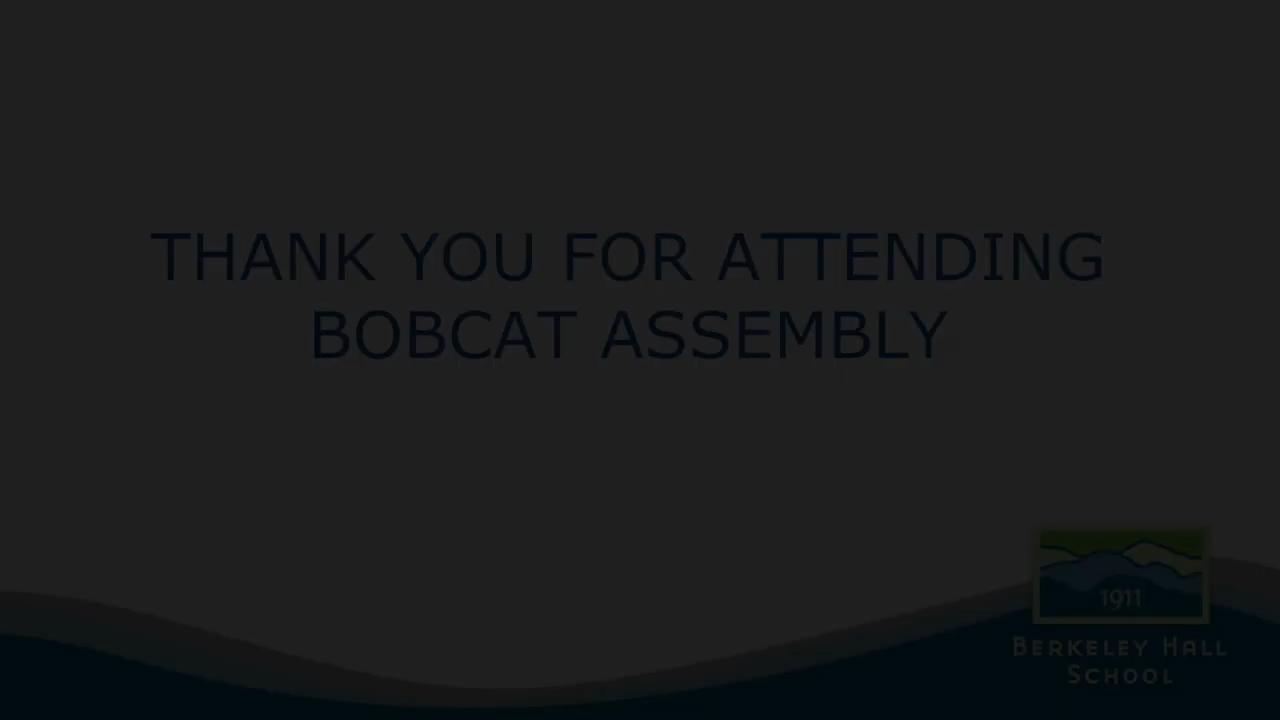 THANK YOU FOR ATTENDING
BOBCAT ASSEMBLY
1911
BERKELEY HALL
SCHOOL